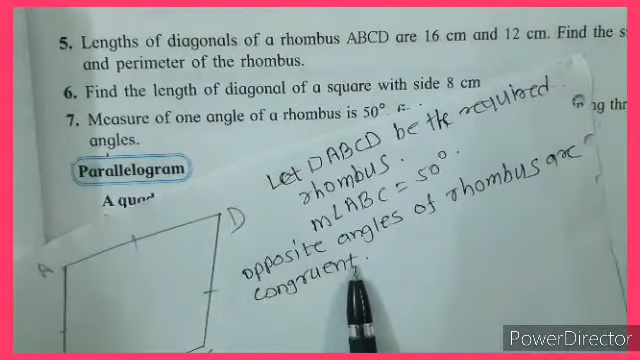 5. Lengths of diagonals of a rhombus ABCD are 16 cm and 12 cm. Find the s
and perimeter of the rhombus.
6. Find the length of diagonal of a square with side 8 cm
7. Measure of one angle of a rhombus is 50°
ng thr
angles.
Parallelogram
A quad
Let □ABCD be the required
rhombus.
m∠ABC = 50°.
opposite angles of rhombus are
congruent.
A
D
PowerDirector